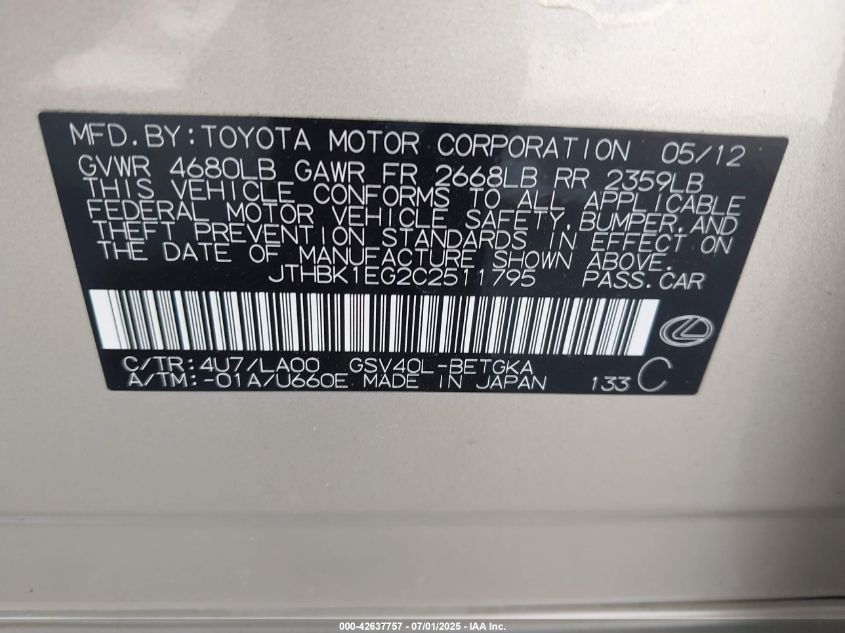 MFD.BY:TOYOTA MOTOR CORPORATION 05/12
GVWR 4680LB GAWR FR 2668LB RR 2359LB
THIS VEHICLE CONFORMS TO ALL APPLICABLE
FEDERAL MOTOR VEHICLE SAFETY,BUMPER,AND
THEFT PREVENTION STANDARDS IN EFFECT ON
THE DATE OF MANUFACTURE SHOWN ABOVE.
JTHBK1EG2C2511795 PASS.CAR
C/TR:4U7/LA00 GSV40L-BETGKA
A/TM:-01A/U660E MADE IN JAPAN 133 C
000-42637757 - 07/01/2025 - IAA Inc.